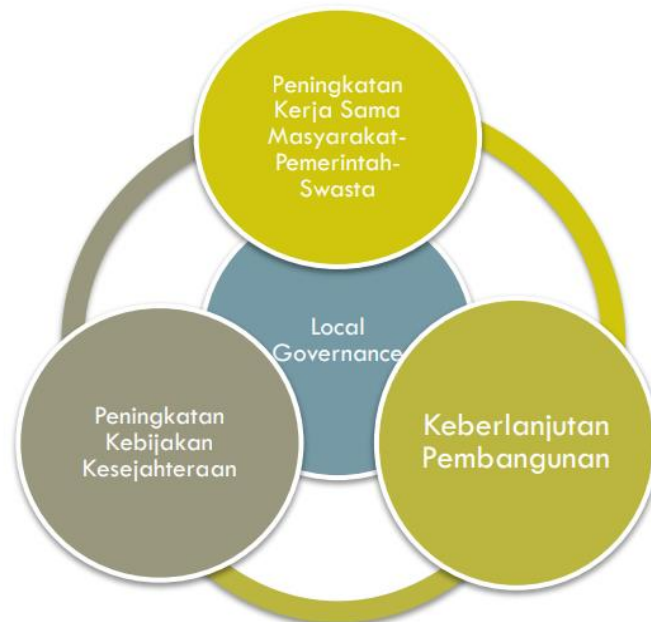 Peningkatan
Kerja Sama
Masyarakat-
Pemerintah-
Swasta
Local
Governance
Peningkatan
Kebijakan
Kesejahteraan
Keberlanjutan
Pembangunan